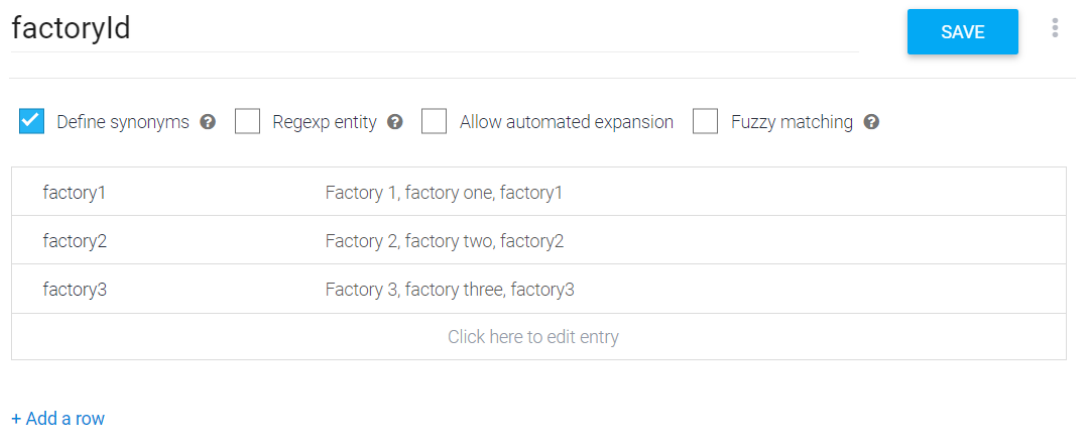 factoryId
SAVE
Define synonyms ? Regexp entity ? Allow automated expansion Fuzzy matching ?
factory1 Factory 1, factory one, factory1
factory2 Factory 2, factory two, factory2
factory3 Factory 3, factory three, factory3
Click here to edit entry
+ Add a row